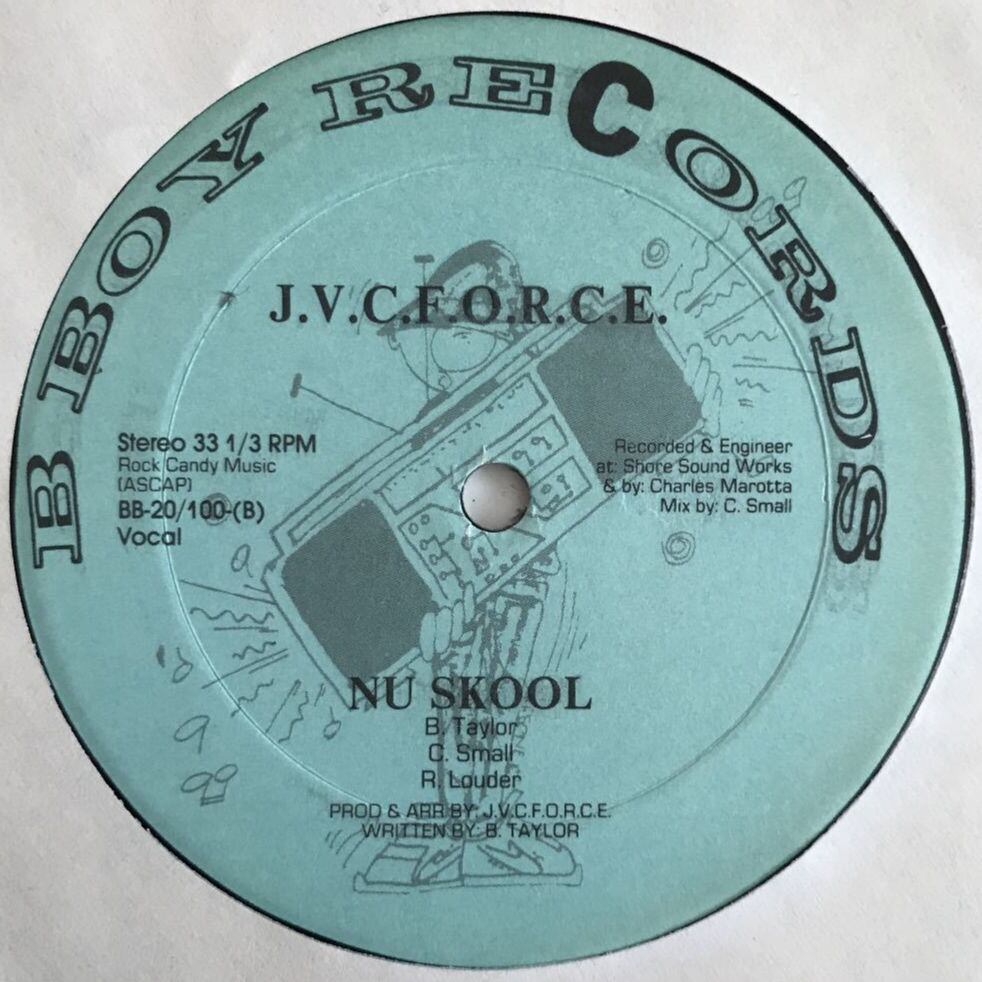 B BOY RECORDS
J.V.C.F.O.R.C.E.
Stereo 33 1/3 RPM
Rock Candy Music
(ASCAP)
BB-20/100-(B)
Vocal
Recorded & Engineer
at: Shore Sound Works
& by: Charles Marotta
Mix by: C. Small
NU SKOOL
B. Taylor
C. Small
R. Louder
PROD & ARR BY: J.V.C.F.O.R.C.E.
WRITTEN BY: B. TAYLOR